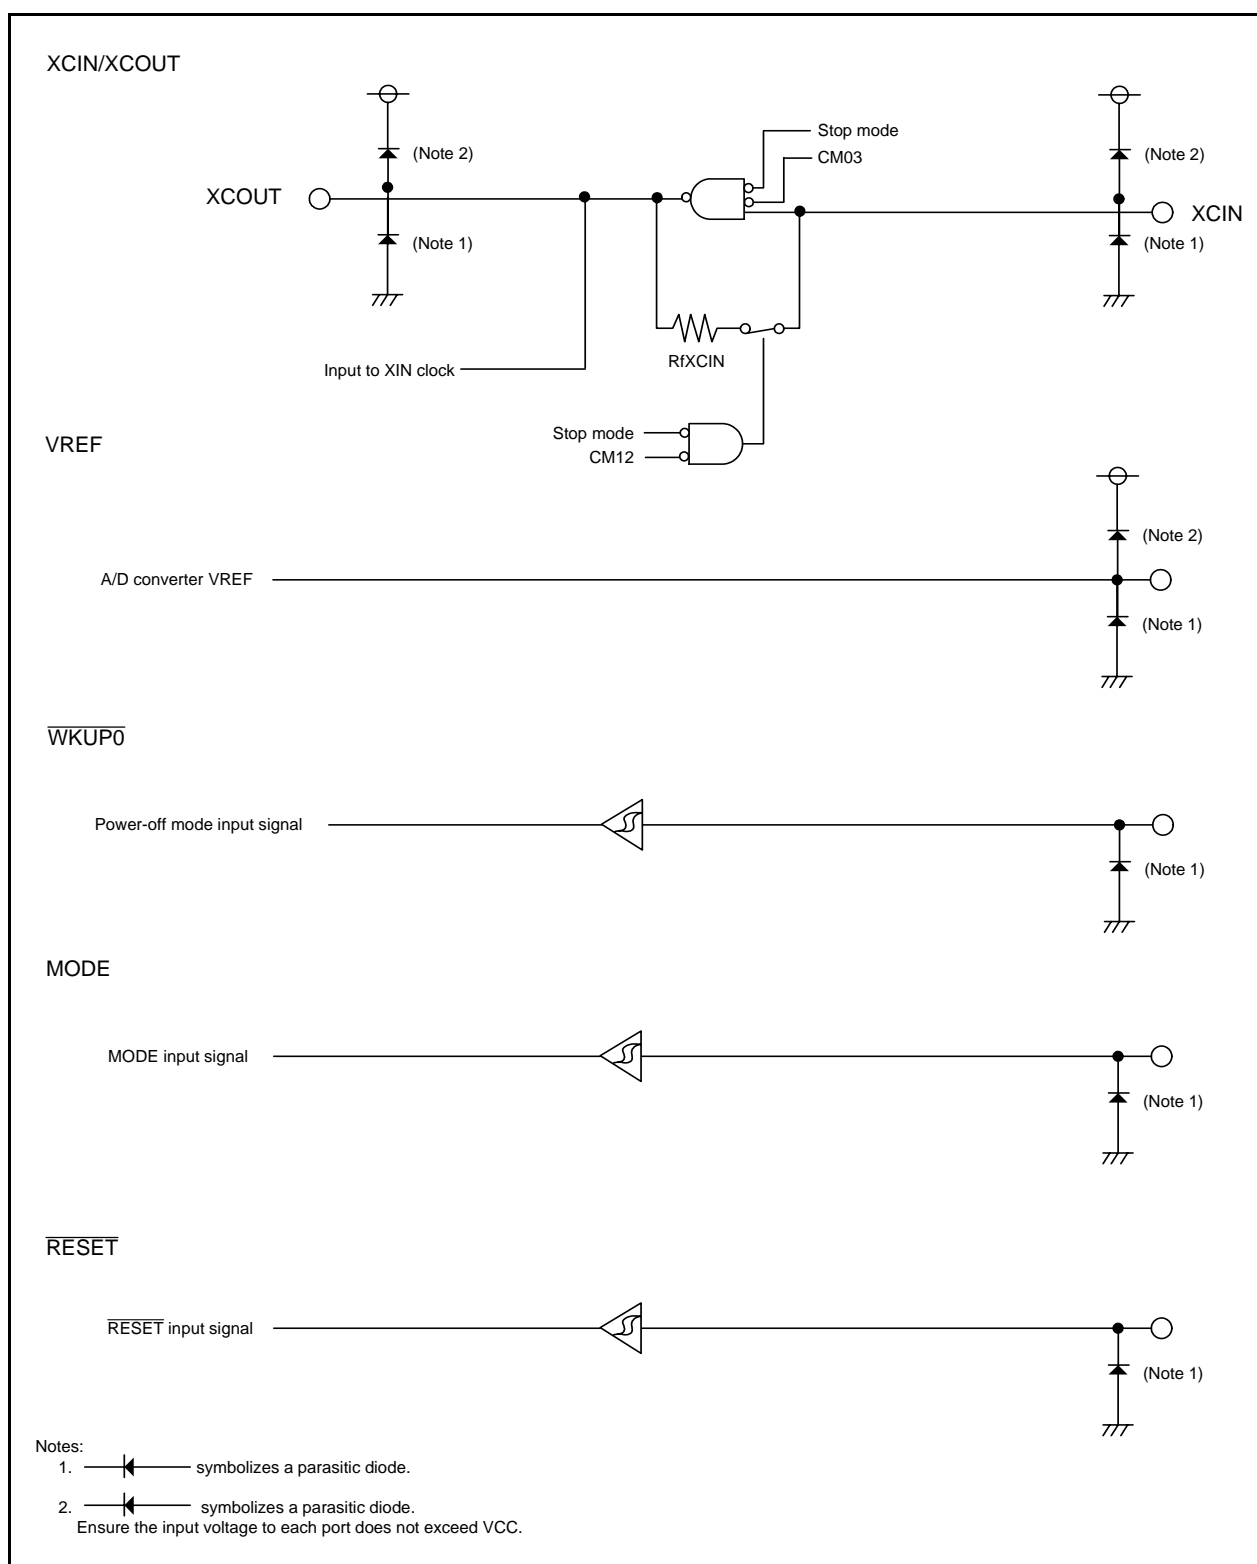 XCIN/XCOUT
Stop mode
(Note 2)
(Note 2)
CM03
XCOUT
XCIN
(Note 1)
(Note 1)
RfXCIN
Input to XIN clock
Stop mode
VREF
CM12
(Note 2)
A/D converter VREF
(Note 1)
WKUP0
Power-off mode input signal
(Note 1)
MODE
MODE input signal
(Note 1)
RESET
RESET input signal
(Note 1)
Notes:
1. symbolizes a parasitic diode.
2. symbolizes a parasitic diode.
Ensure the input voltage to each port does not exceed VCC.